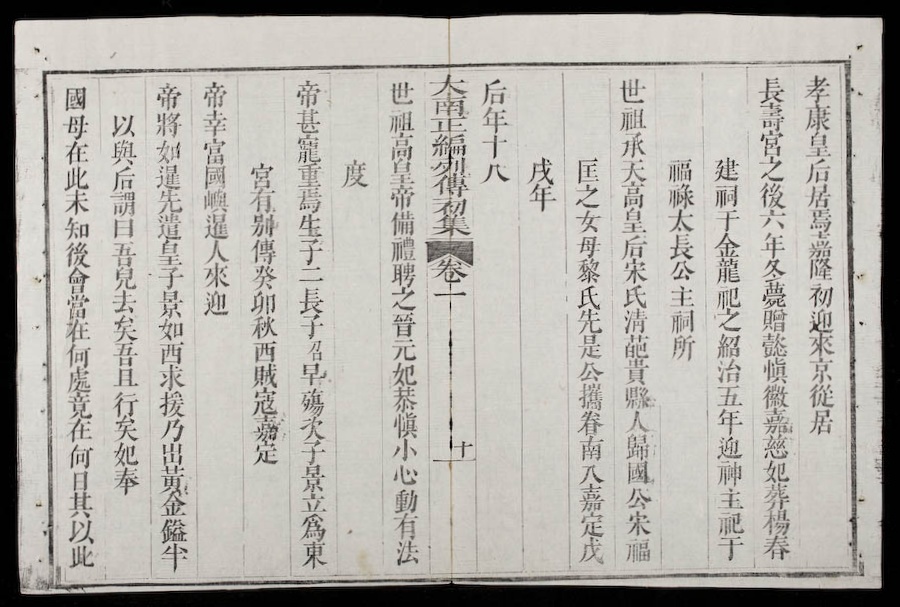 孝康皇后居焉嘉隆初迎來京從居
長壽宮之後六年冬薨贈懿慎徽嘉慈妃葬楊春
建祠于金龍祀之紹治五年迎神主祀于
福祿太長公主祠所
世祖承天高皇后宋氏清葩貴縣人歸國公宋福
匡之女母黎氏先是公攜眷南入嘉定戌
戌年
后年十八
大南正編列傳初集 卷一 十
世祖高皇帝備禮聘之晉元妃恭慎小心動有法
度
帝甚寵重焉生子二長子昭早殤次子景立為東
宮有別傳癸卯秋西賊寇嘉定
帝幸富國嶼暹人來迎
帝將如暹先遣皇子景如西求援乃出黃金鎰半
以與后謂曰吾兒去矣吾且行矣妃奉
國母在此未知後會當在何處竟在何日其以此